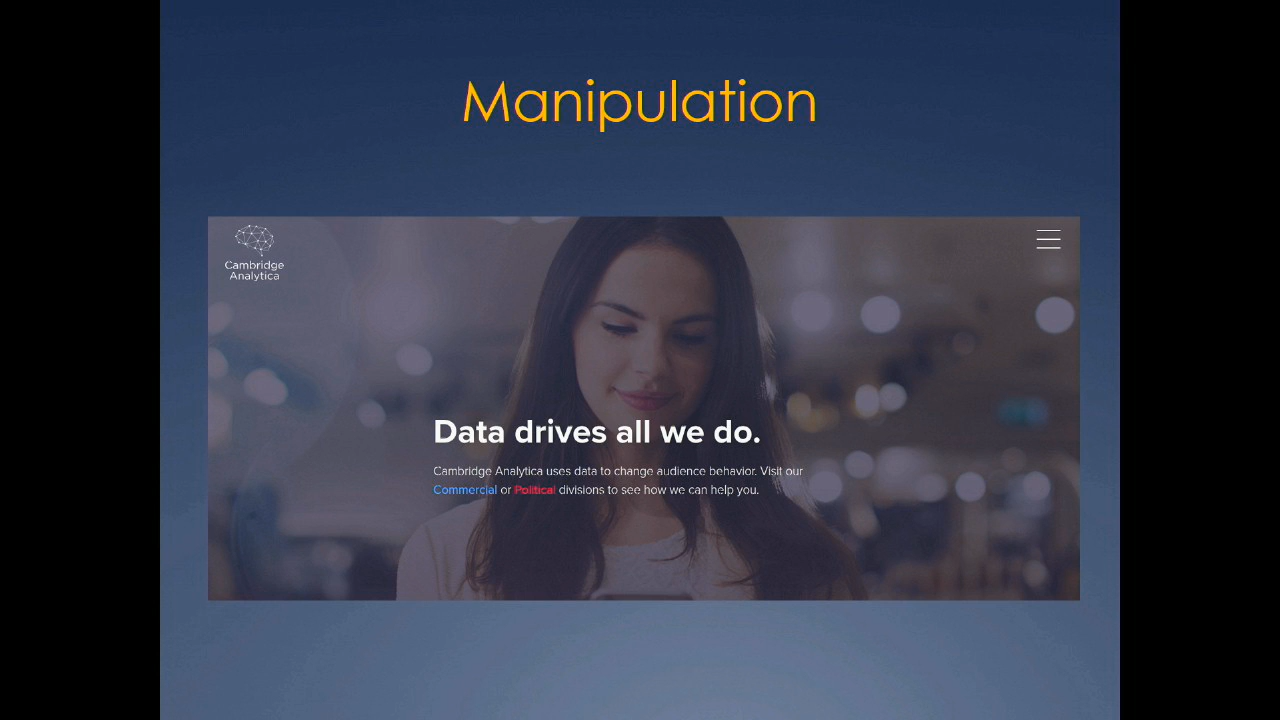 Manipulation
Cambridge
Analytica
Data drives all we do.
Cambridge Analytica uses data to change audience behavior. Visit our
Commercial or Political divisions to see how we can help you.